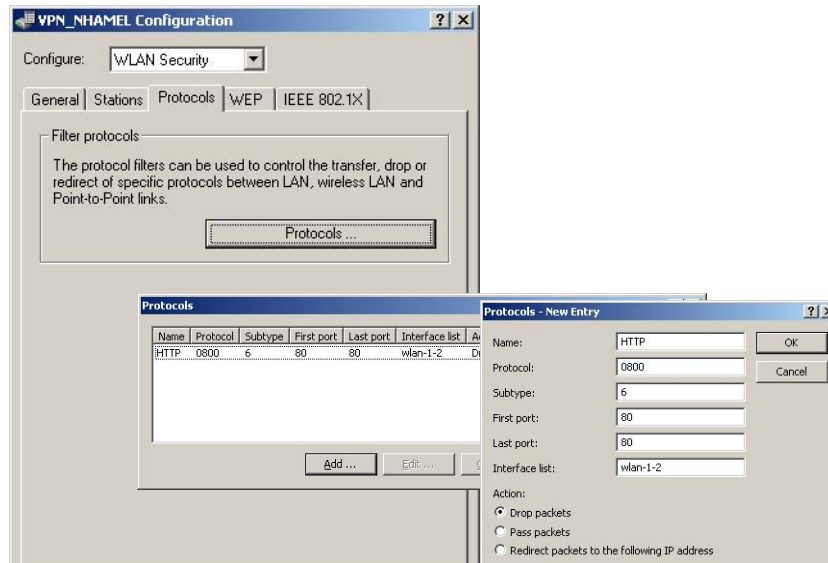 VPN_NHAMEL Configuration
Configure: WLAN Security
General Stations Protocols WEP IEEE 802.1X
Filter protocols
The protocol filters can be used to control the transfer, drop or
redirect of specific protocols between LAN, wireless LAN and
Point-to-Point links.
Protocols ...
Protocols
Name Protocol Subtype First port Last port Interface list
HTTP 0800 6 80 80 wlan-1-2
Add ... Edit ...
Protocols - New Entry
Name: HTTP OK
Protocol: 0800 Cancel
Subtype: 6
First port: 80
Last port: 80
Interface list: wlan-1-2
Action:
Drop packets
Pass packets
Redirect packets to the following IP address